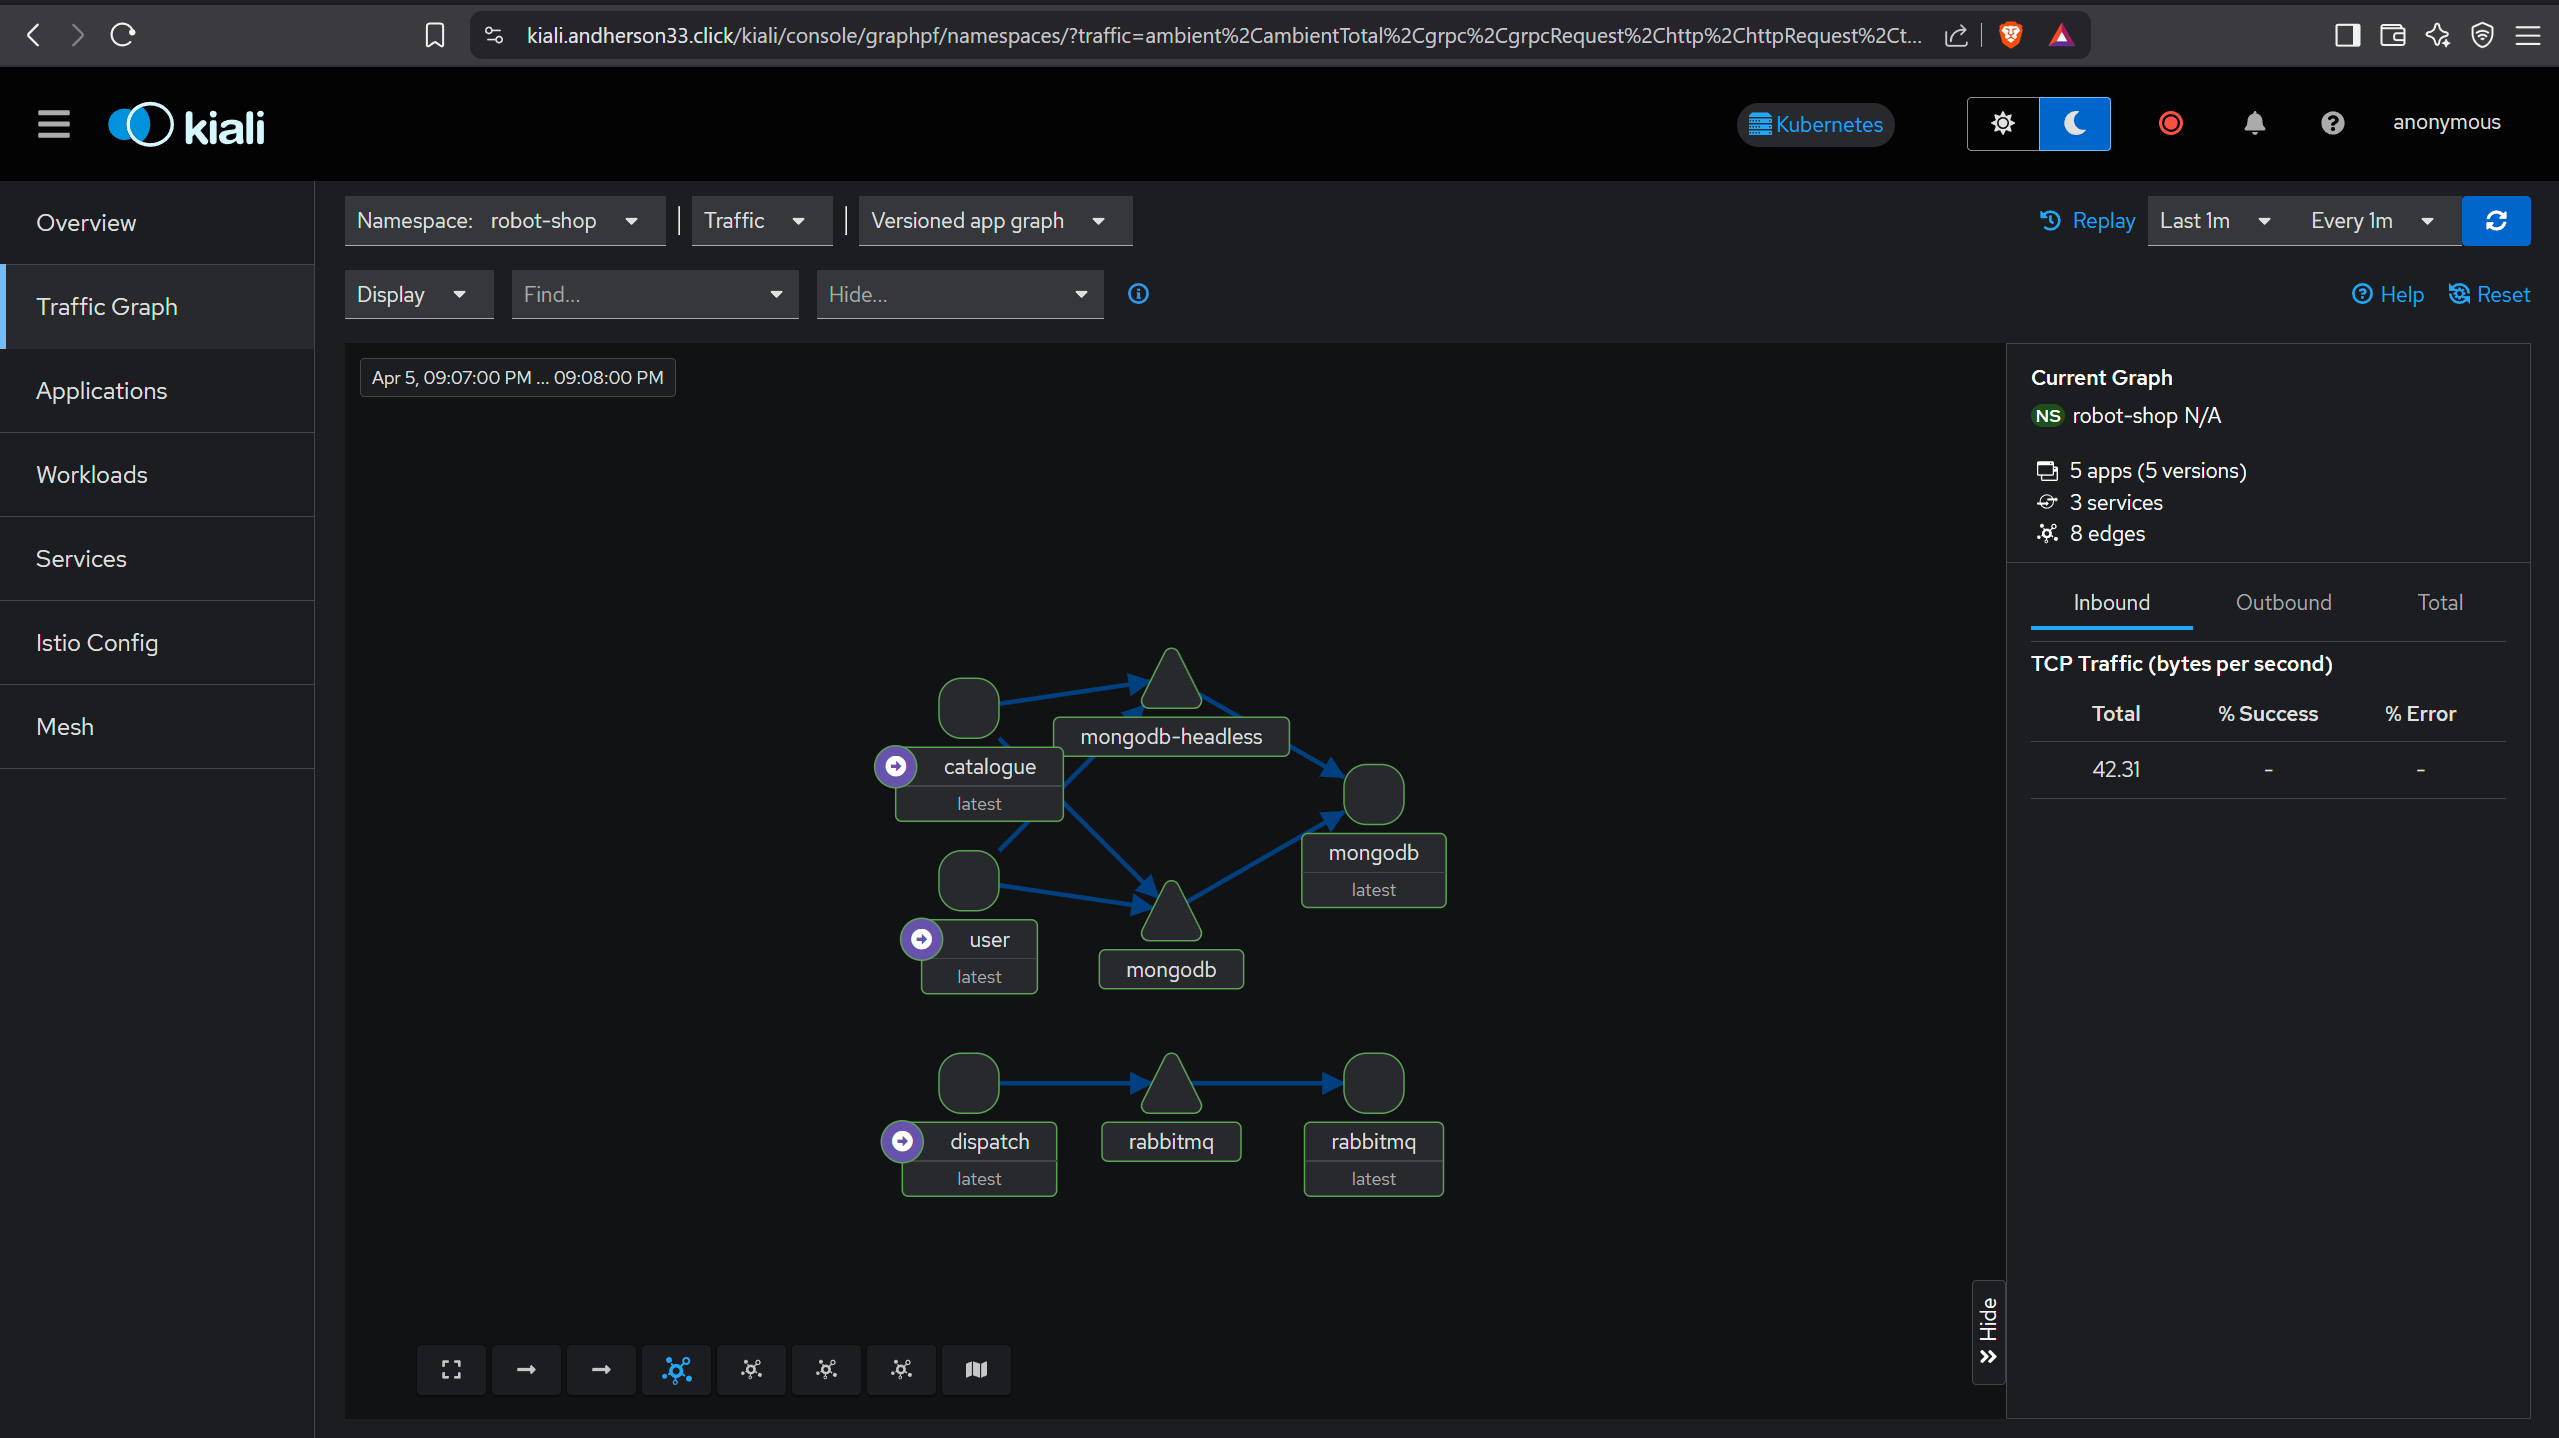 kiali.andherson33.click/kiali/console/graphpf/namespaces/?traffic=ambient%2CambientTotal%2Cgrpc%2CgrpcRequest%2Chttp%2ChttpRequest%2Ct...
kiali
Kubernetes
anonymous
Overview
Traffic Graph
Applications
Workloads
Services
Istio Config
Mesh
Namespace: robot-shop
Traffic
Versioned app graph
Replay
Last 1m
Every 1m
Display
Find...
Hide...
Help
Reset
Apr 5, 09:07:00 PM ... 09:08:00 PM
mongodb-headless
catalogue
latest
mongodb
latest
user
latest
mongodb
dispatch
latest
rabbitmq
rabbitmq
latest
Hide
Current Graph
NS robot-shop N/A
5 apps (5 versions)
3 services
8 edges
Inbound Outbound Total
TCP Traffic (bytes per second)
Total % Success % Error
42.31 - -